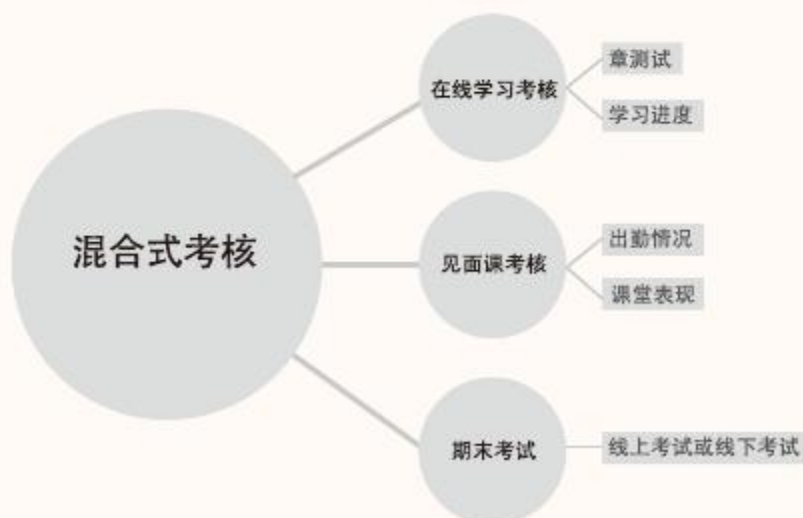 混合式考核
在线学习考核
章测试
学习进度
见面课考核
出勤情况
课堂表现
期末考试
线上考试或线下考试